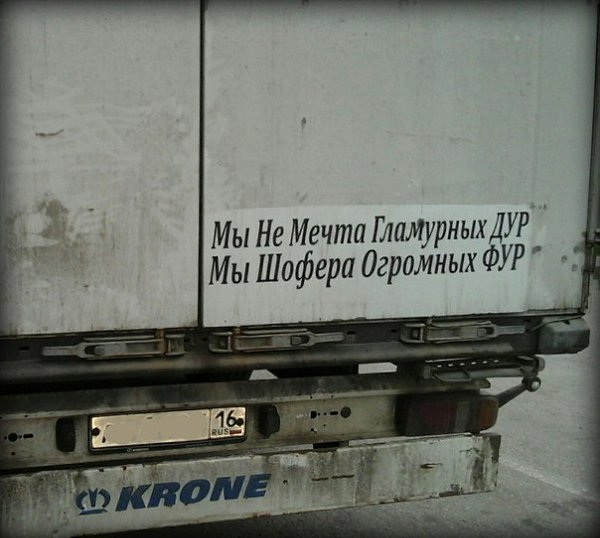 Мы Не Мечта Гламурных ДУР
Мы Шофера Огромных ФУР
16
RUS
KRONE